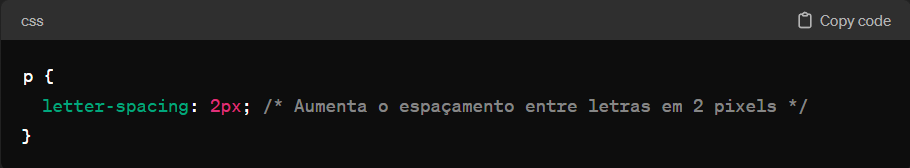 css Copy code
p {
  letter-spacing: 2px; /* Aumenta o espaçamento entre letras em 2 pixels */
}